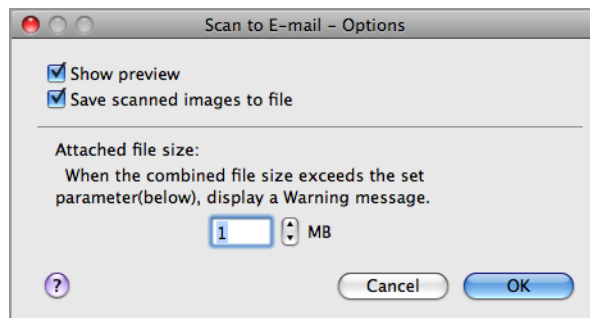 Scan to E-mail – Options
Show preview
Save scanned images to file
Attached file size:
When the combined file size exceeds the set
parameter(below), display a Warning message.
1 MB
? Cancel OK